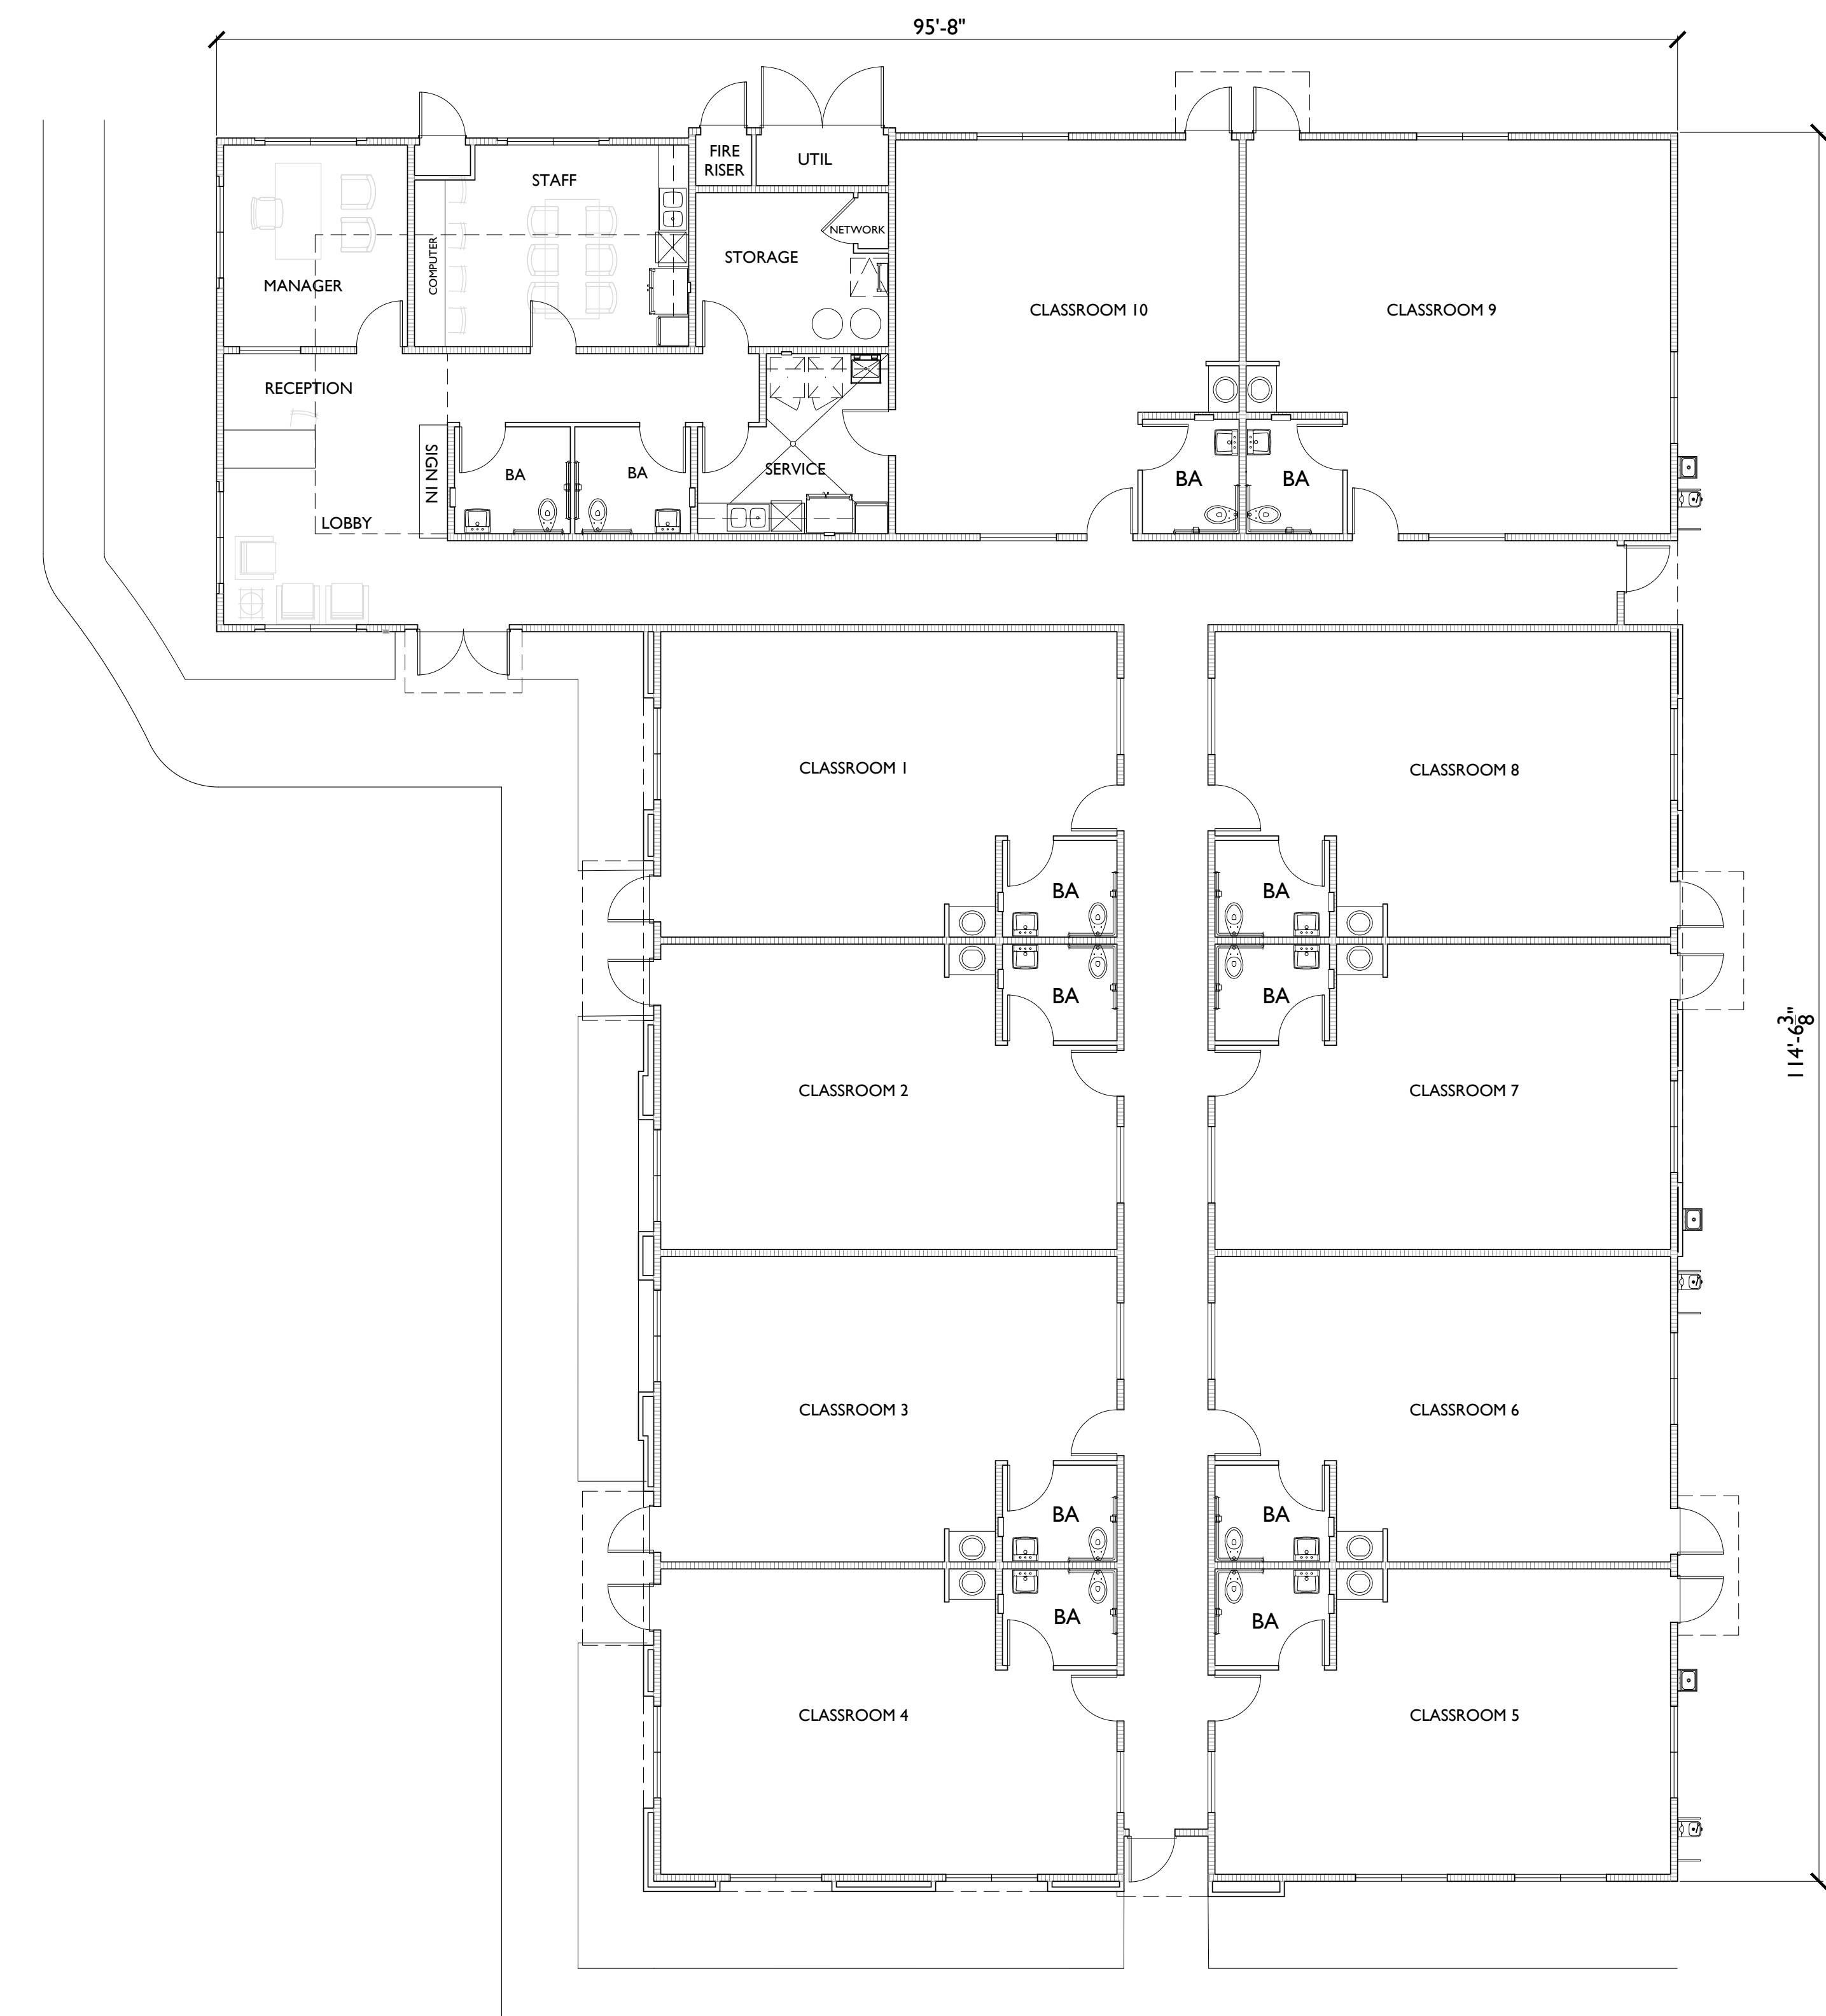 95'-8"
FIRE
RISER
UTIL
STAFF
NETWORK
STORAGE
COMPUTER
MANAGER
CLASSROOM 10
CLASSROOM 9
RECEPTION
SIGN IN
BA
BA
SERVICE
BA
BA
LOBBY
CLASSROOM 1
CLASSROOM 8
BA
BA
BA
BA
114'-6 3/8"
CLASSROOM 2
CLASSROOM 7
CLASSROOM 3
CLASSROOM 6
BA
BA
BA
BA
CLASSROOM 4
CLASSROOM 5